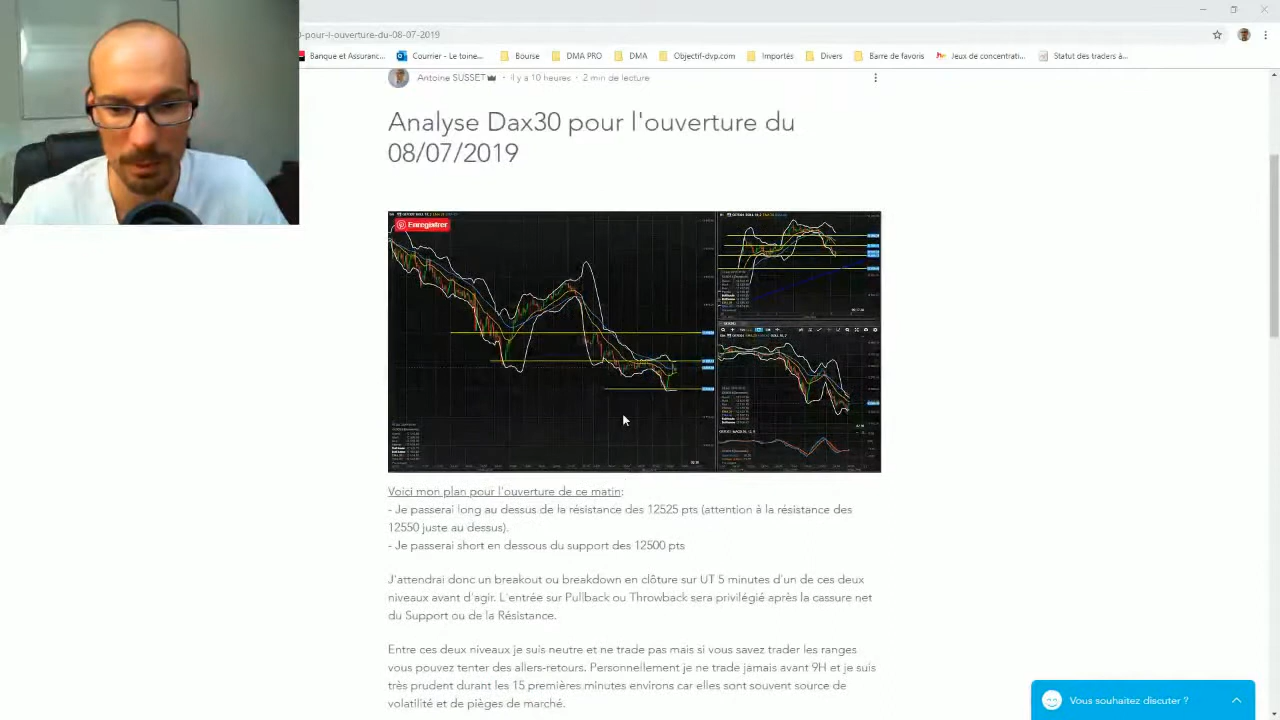 0-pour-l-ouverture-du-08-07-2019
Banque et Assuranc...
Courrier - Le toine...
Bourse
DMA PRO
DMA
Objectif-dvp.com
Importés
Divers
Barre de favoris
Jeux de concentrati...
Statut des traders à...
Antoine SUSSET · il y a 10 heures · 2 min de lecture
Analyse Dax30 pour l'ouverture du
08/07/2019
Enregistrer
Voici mon plan pour l'ouverture de ce matin:
- Je passerai long au dessus de la résistance des 12525 pts (attention à la résistance des
12550 juste au dessus).
- Je passerai short en dessous du support des 12500 pts
J'attendrai donc un breakout ou breakdown en clôture sur UT 5 minutes d'un de ces deux
niveaux avant d'agir. L'entrée sur Pullback ou Throwback sera privilégié après la cassure net
du Support ou de la Résistance.
Entre ces deux niveaux je suis neutre et ne trade pas mais si vous savez trader les ranges
vous pouvez tenter des allers-retours. Personnellement je ne trade jamais avant 9H et je suis
très prudent durant les 15 premières minutes environs car elles sont souvent source de
volatilité et de pièges de marché.
Vous souhaitez discuter ?